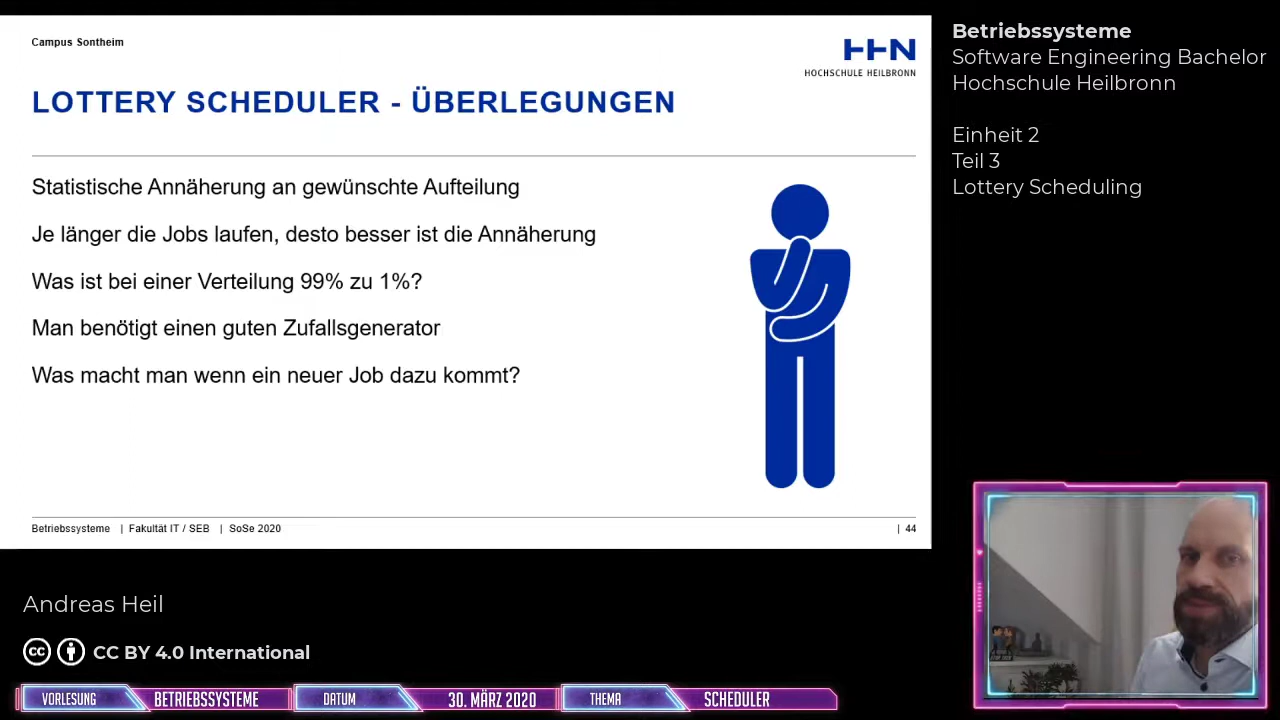 Campus Sontheim
HHN
HOCHSCHULE HEILBRONN
LOTTERY SCHEDULER - ÜBERLEGUNGEN
Statistische Annäherung an gewünschte Aufteilung
Je länger die Jobs laufen, desto besser ist die Annäherung
Was ist bei einer Verteilung 99% zu 1%?
Man benötigt einen guten Zufallsgenerator
Was macht man wenn ein neuer Job dazu kommt?
Betriebssysteme | Fakultät IT / SEB | SoSe 2020
| 44
Betriebssysteme
Software Engineering Bachelor
Hochschule Heilbronn
Einheit 2
Teil 3
Lottery Scheduling
Andreas Heil
cc CC BY 4.0 International
VORLESUNG BETRIEBSSYSTEME DATUM 30. MÄRZ 2020 THEMA SCHEDULER